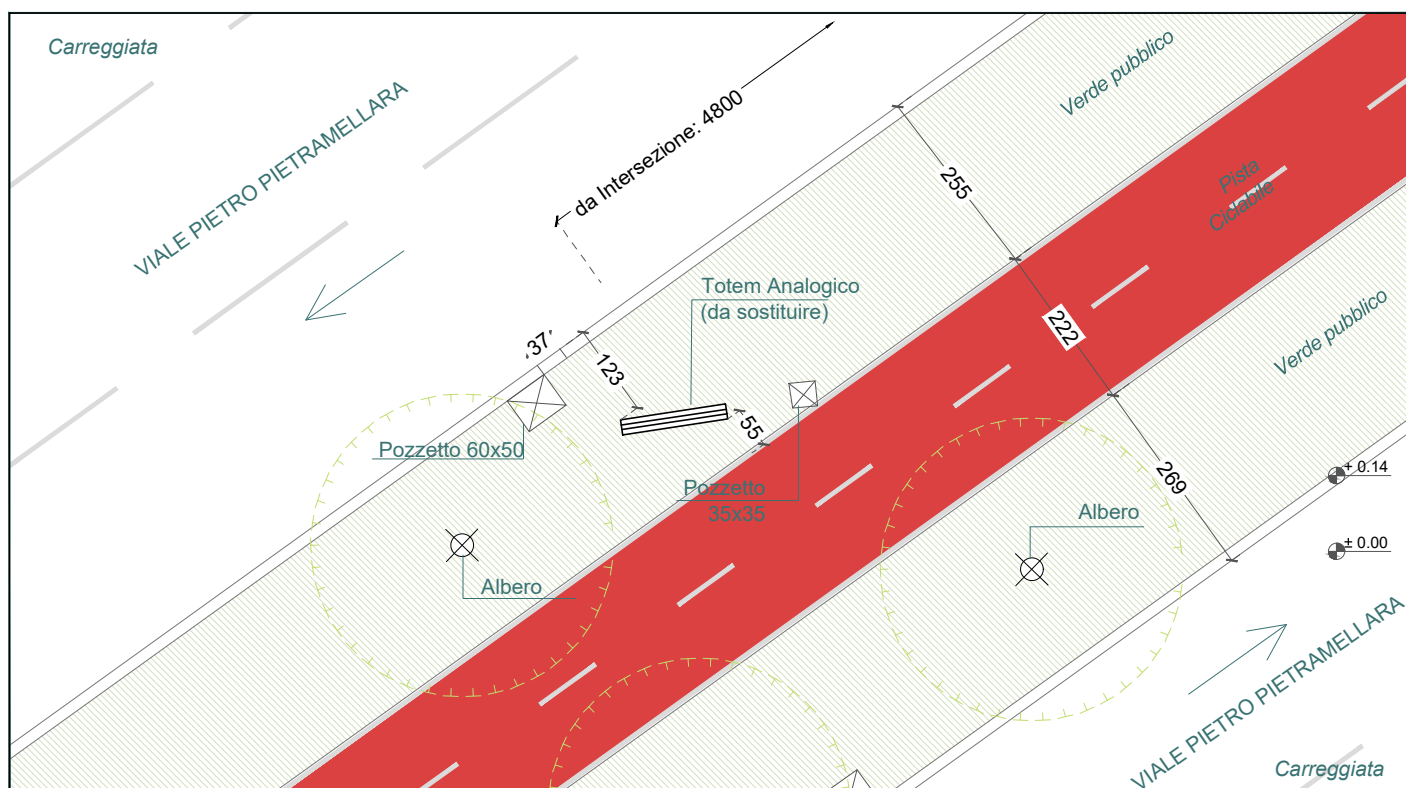 Carreggiata
VIALE PIETRO PIETRAMELLARA
da Intersezione: 4800
Verde pubblico
255
Pista
Ciclabile
222
Verde pubblico
Totem Analogico
(da sostituire)
37
123
55
Pozzetto 60x50
Pozzetto
35x35
269
+ 0.14
± 0.00
Albero
Albero
VIALE PIETRO PIETRAMELLARA
Carreggiata